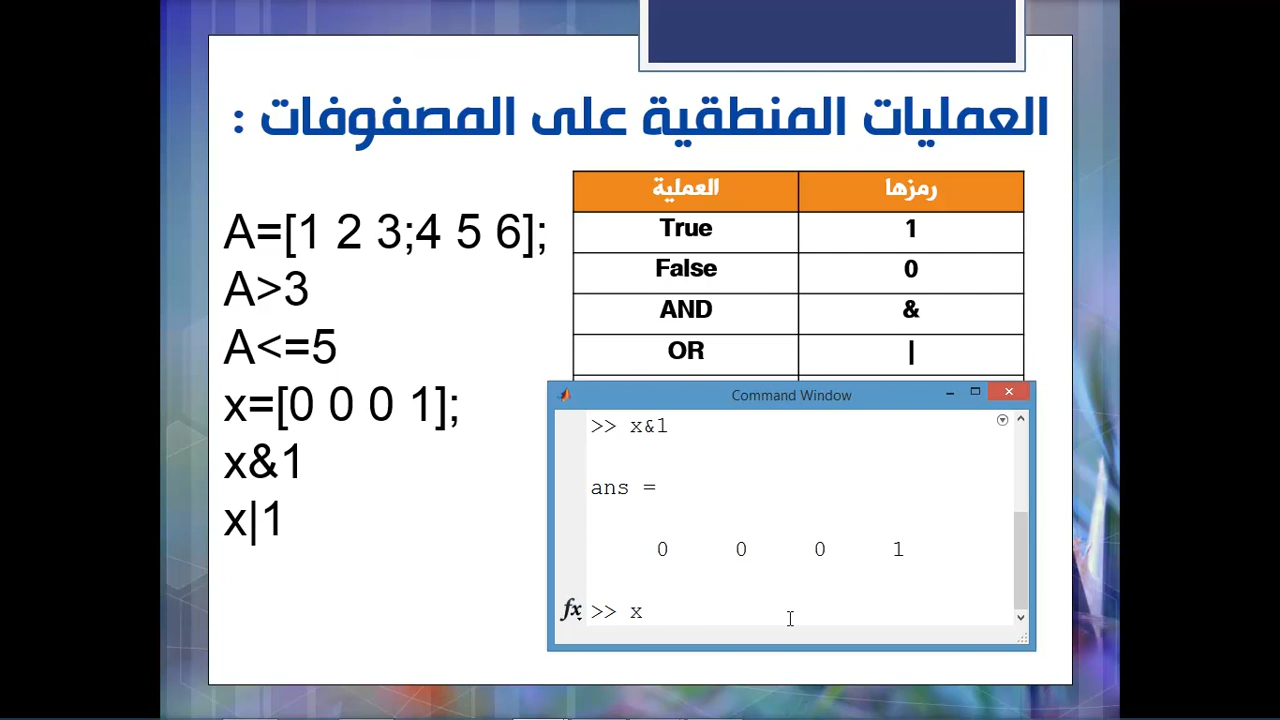 العمليات المنطقية على المصفوفات :
A=[1 2 3;4 5 6];
A>3
A<=5
x=[0 0 0 1];
x&1
x|1
العملية رمزها
True 1
False 0
AND &
OR |
Command Window
>> x&1
ans =
0 0 0 1
fx >> x